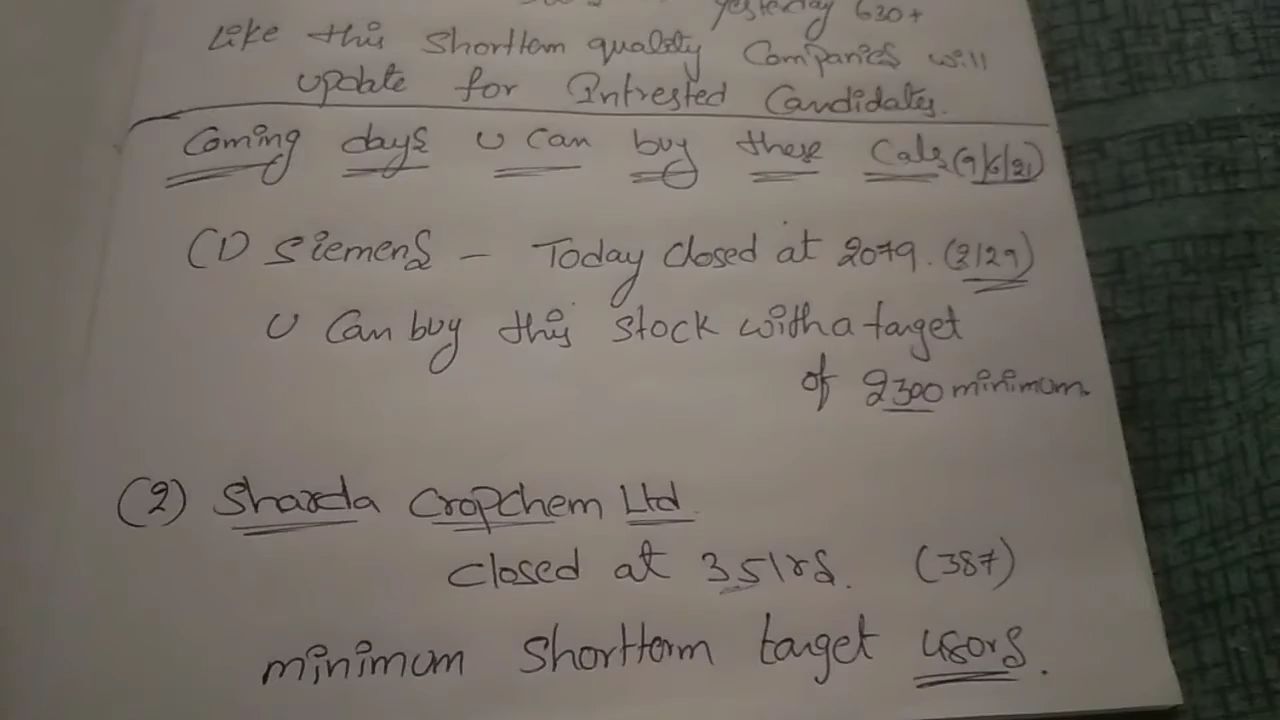 yesterday 630+
Like this Shortterm quality Companies will
update for Intrested Candidates.
Coming days U Can buy these Cals (9/6/21)
(1) Siemens - Today closed at 2079. (2129)
U Can buy this stock with a target
of 2300 minimum.
(2) Sharda Cropchem Ltd.
closed at 351rs. (387)
minimum Shortterm target 450rs.